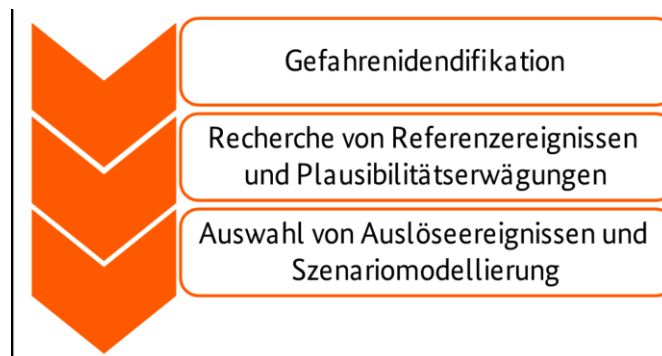 Gefahrenidendifikation
Recherche von Referenzereignissen
und Plausibilitätserwägungen
Auswahl von Auslöseereignissen und
Szenariomodellierung